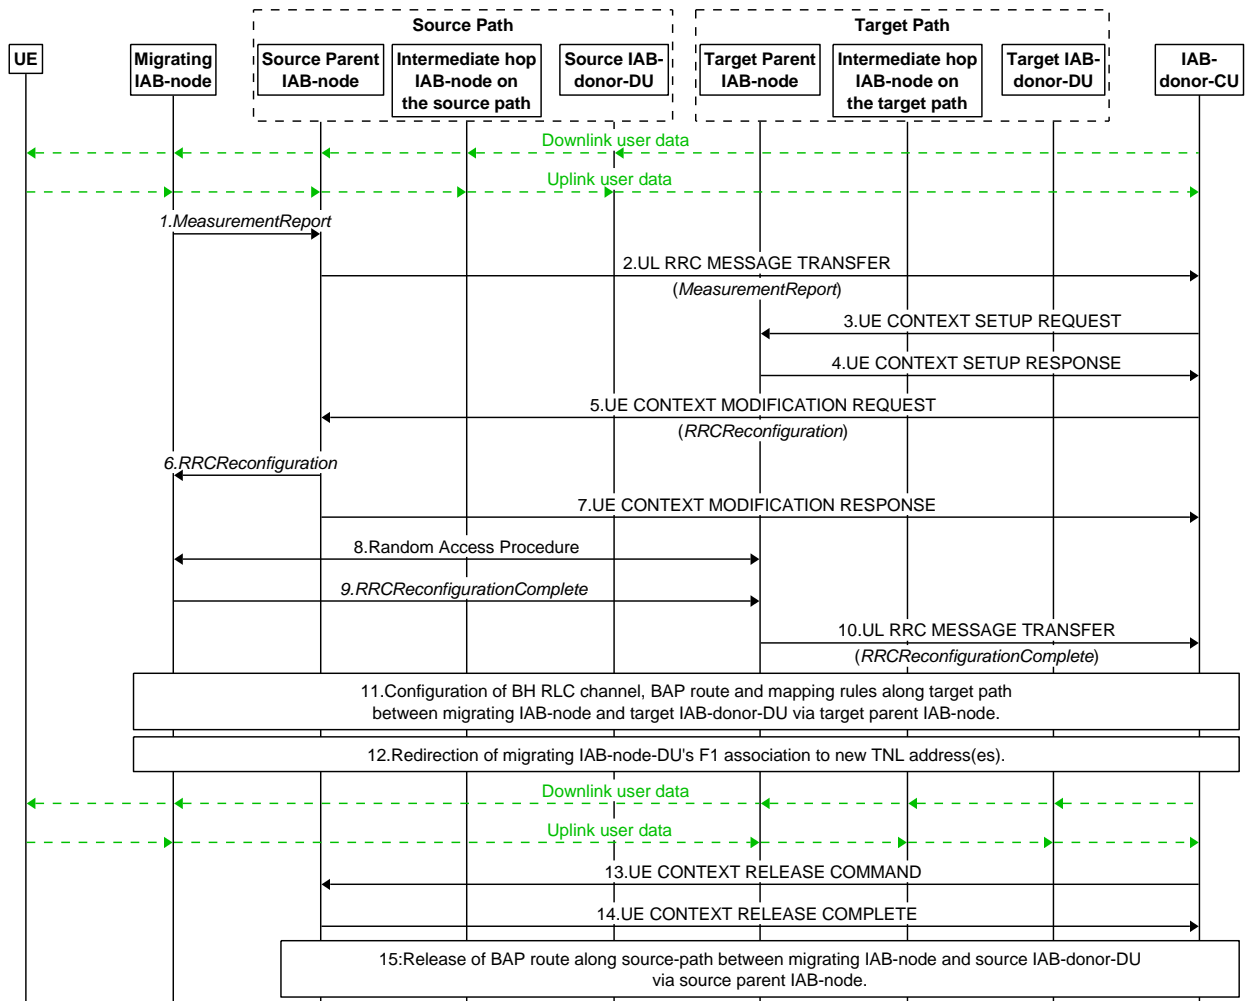 Source Path
Target Path
UE
Migrating
IAB-node
Source Parent
IAB-node
Intermediate hop
IAB-node on
the source path
Source IAB-
donor-DU
Target Parent
IAB-node
Intermediate hop
IAB-node on
the target path
Target IAB-
donor-DU
IAB-
donor-CU
Downlink user data
Uplink user data
1.MeasurementReport
2.UL RRC MESSAGE TRANSFER
(MeasurementReport)
3.UE CONTEXT SETUP REQUEST
4.UE CONTEXT SETUP RESPONSE
5.UE CONTEXT MODIFICATION REQUEST
(RRCReconfiguration)
6.RRCReconfiguration
7.UE CONTEXT MODIFICATION RESPONSE
8.Random Access Procedure
9.RRCReconfigurationComplete
10.UL RRC MESSAGE TRANSFER
(RRCReconfigurationComplete)
11.Configuration of BH RLC channel, BAP route and mapping rules along target path
between migrating IAB-node and target IAB-donor-DU via target parent IAB-node.
12.Redirection of migrating IAB-node-DU's F1 association to new TNL address(es).
Downlink user data
Uplink user data
13.UE CONTEXT RELEASE COMMAND
14.UE CONTEXT RELEASE COMPLETE
15:Release of BAP route along source-path between migrating IAB-node and source IAB-donor-DU
via source parent IAB-node.